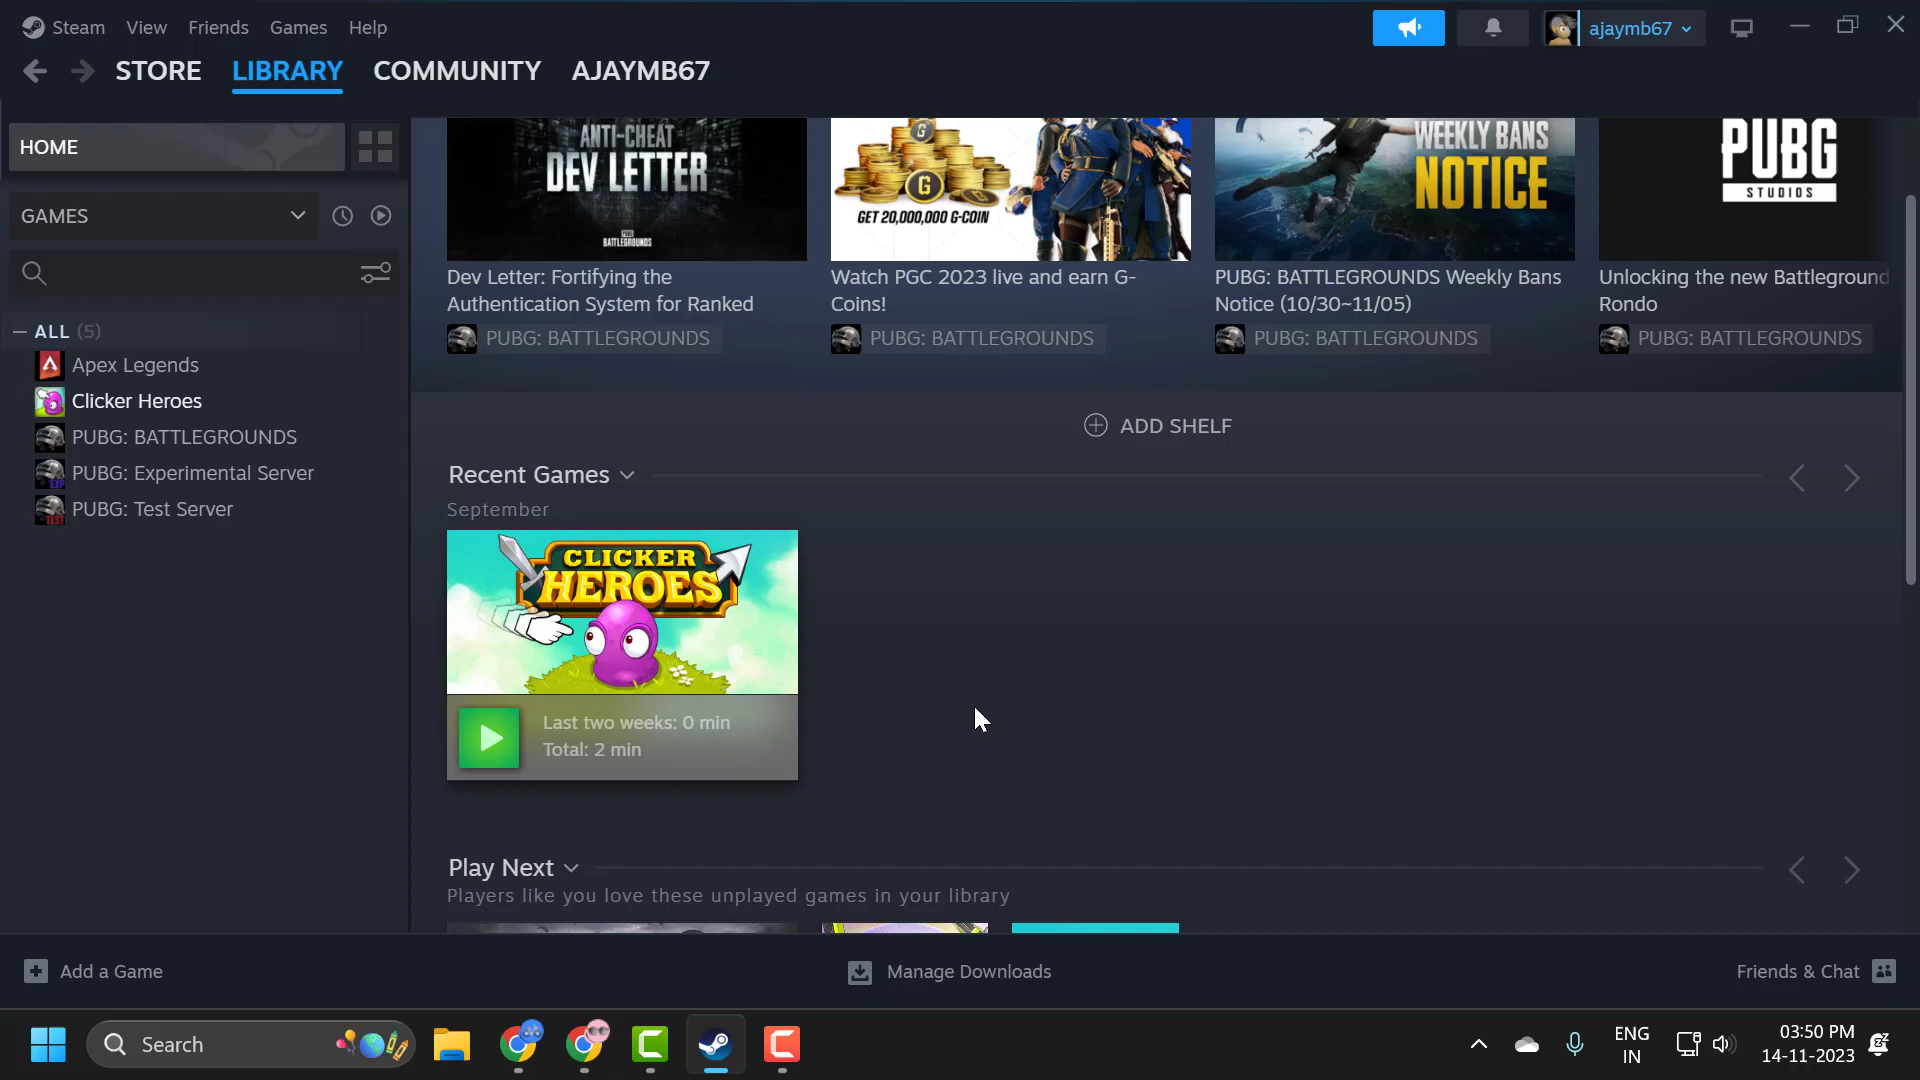 Steam View Friends Games Help
ajaymb67
STORE LIBRARY COMMUNITY AJAYMB67
HOME
GAMES
ALL (5)
Apex Legends
Clicker Heroes
PUBG: BATTLEGROUNDS
PUBG: Experimental Server
PUBG: Test Server
ANTI-CHEAT
DEV LETTER
PUBG
BATTLEGROUNDS
Dev Letter: Fortifying the
Authentication System for Ranked
PUBG: BATTLEGROUNDS
G
GET 20,000,000 G-COIN
Watch PGC 2023 live and earn G-
Coins!
PUBG: BATTLEGROUNDS
WEEKLY BANS
NOTICE
PUBG: BATTLEGROUNDS Weekly Bans
Notice (10/30~11/05)
PUBG: BATTLEGROUNDS
PUBG
STUDIOS
Unlocking the new Battleground
Rondo
PUBG: BATTLEGROUNDS
ADD SHELF
Recent Games
September
CLICKER
HEROES
Last two weeks: 0 min
Total: 2 min
Play Next
Players like you love these unplayed games in your library
Add a Game
Manage Downloads
Friends & Chat
Search
ENG
IN
03:50 PM
14-11-2023